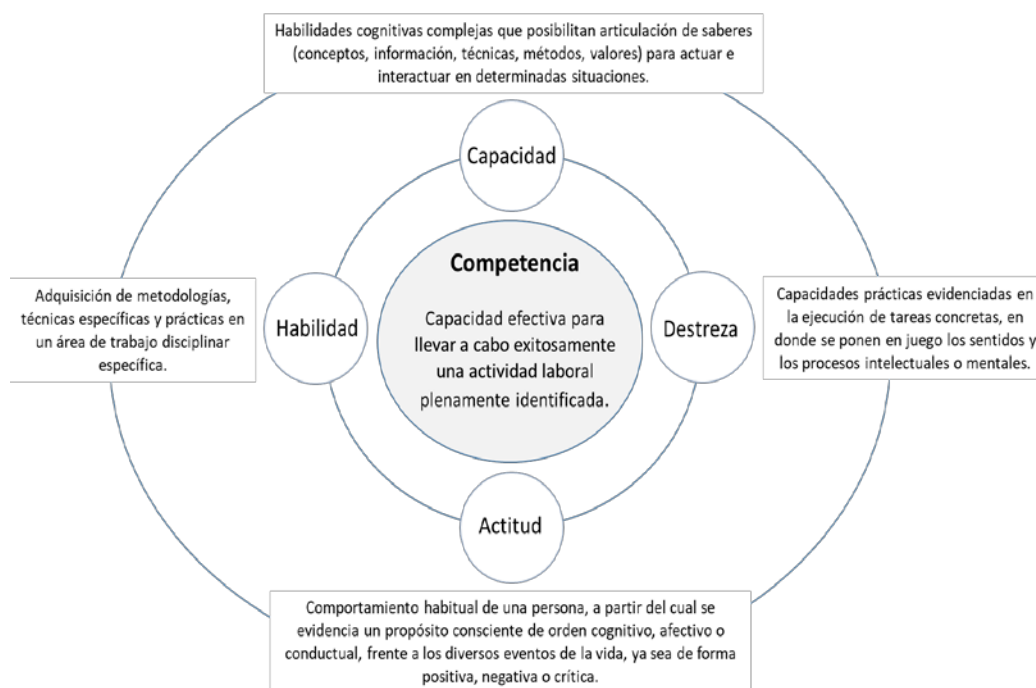 Habilidades cognitivas complejas que posibilitan articulación de saberes
(conceptos, información, técnicas, métodos, valores) para actuar e
interactuar en determinadas situaciones.
Capacidad
Competencia
Capacidad efectiva para
llevar a cabo exitosamente
una actividad laboral
plenamente identificada.
Habilidad
Destreza
Adquisición de metodologías,
técnicas específicas y prácticas en
un área de trabajo disciplinar
específica.
Capacidades prácticas evidenciadas en
la ejecución de tareas concretas, en
donde se ponen en juego los sentidos y
los procesos intelectuales o mentales.
Actitud
Comportamiento habitual de una persona, a partir del cual se
evidencia un propósito consciente de orden cognitivo, afectivo o
conductual, frente a los diversos eventos de la vida, ya sea de forma
positiva, negativa o crítica.